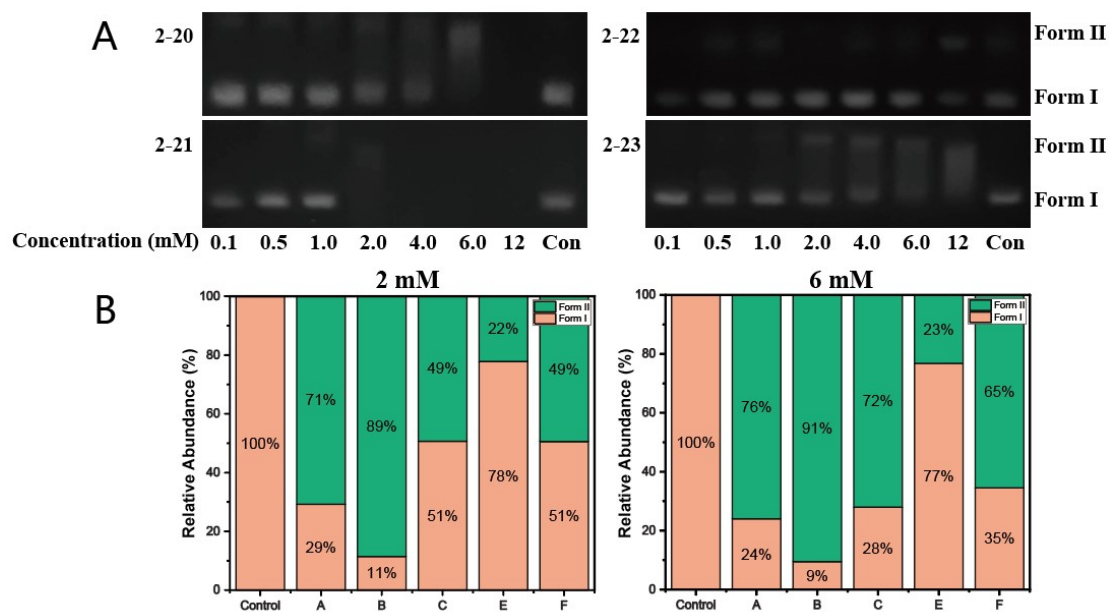 A
2-20
2-22
Form II
Form I
2-21
2-23
Form II
Form I
Concentration (mM) 0.1 0.5 1.0 2.0 4.0 6.0 12 Con
0.1 0.5 1.0 2.0 4.0 6.0 12 Con
B
2 mM
Relative Abundance (%)
100
80
60
40
20
0
Form II
Form I
100%
71%
29%
89%
11%
49%
51%
22%
78%
49%
51%
Control A B C E F
6 mM
Relative Abundance (%)
100
80
60
40
20
0
Form II
Form I
100%
76%
24%
91%
9%
72%
28%
23%
77%
65%
35%
Control A B C E F